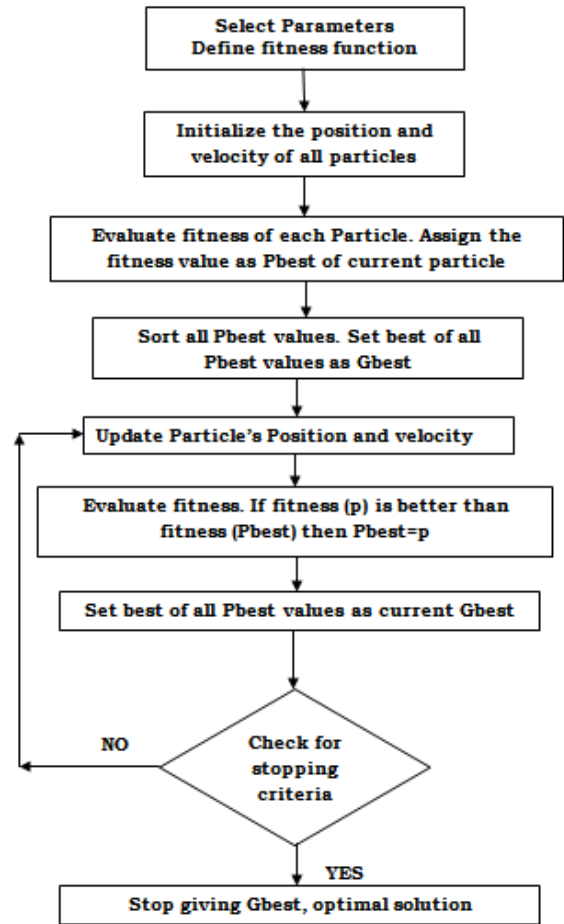 Select Parameters
Define fitness function
Initialize the position and
velocity of all particles
Evaluate fitness of each Particle. Assign the
fitness value as Pbest of current particle
Sort all Pbest values. Set best of all
Pbest values as Gbest
Update Particle's Position and velocity
Evaluate fitness. If fitness (p) is better than
fitness (Pbest) then Pbest=p
Set best of all Pbest values as current Gbest
NO
Check for
stopping
criteria
YES
Stop giving Gbest, optimal solution